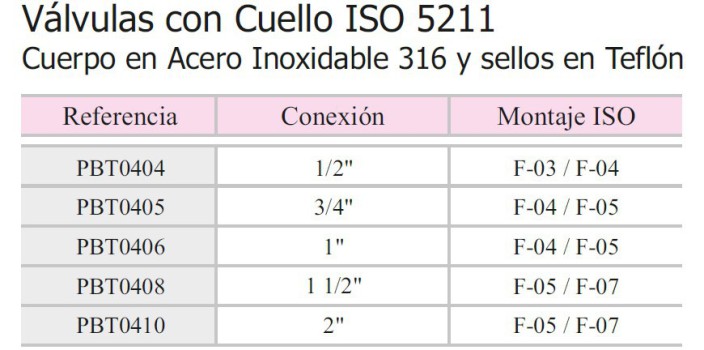 Válvulas con Cuello ISO 5211
Cuerpo en Acero Inoxidable 316 y sellos en Teflón
Referencia Conexión Montaje ISO
PBT0404 1/2" F-03 / F-04
PBT0405 3/4" F-04 / F-05
PBT0406 1" F-04 / F-05
PBT0408 1 1/2" F-05 / F-07
PBT0410 2" F-05 / F-07